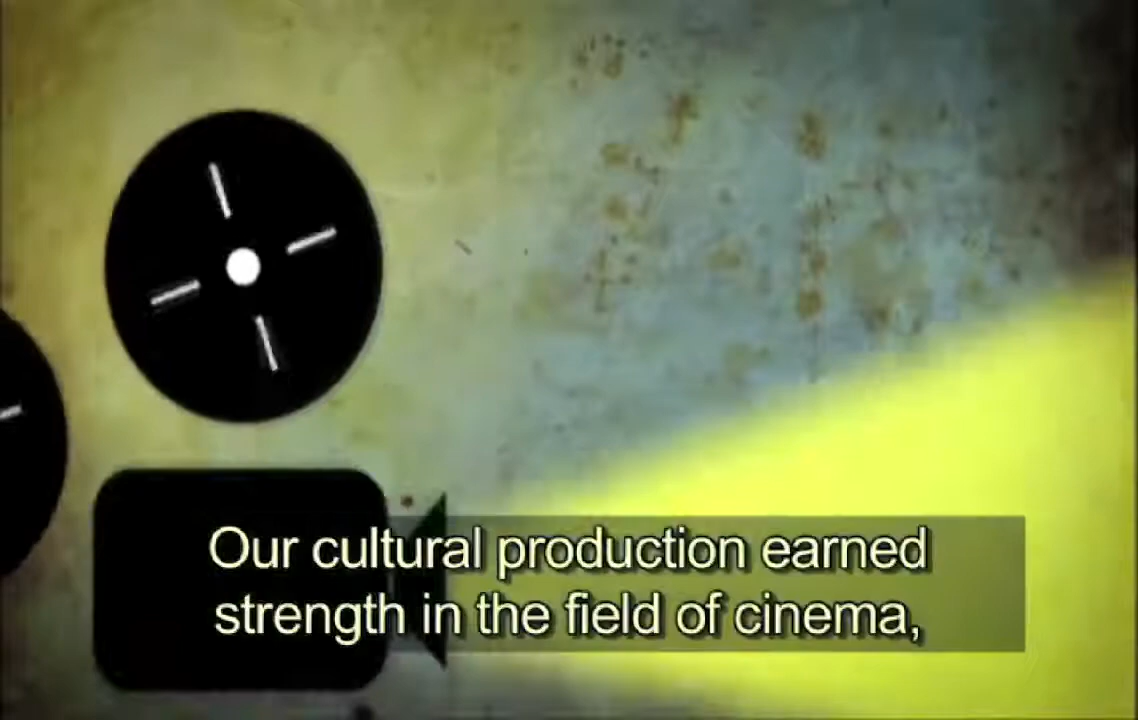 Our cultural production earned
strength in the field of cinema,